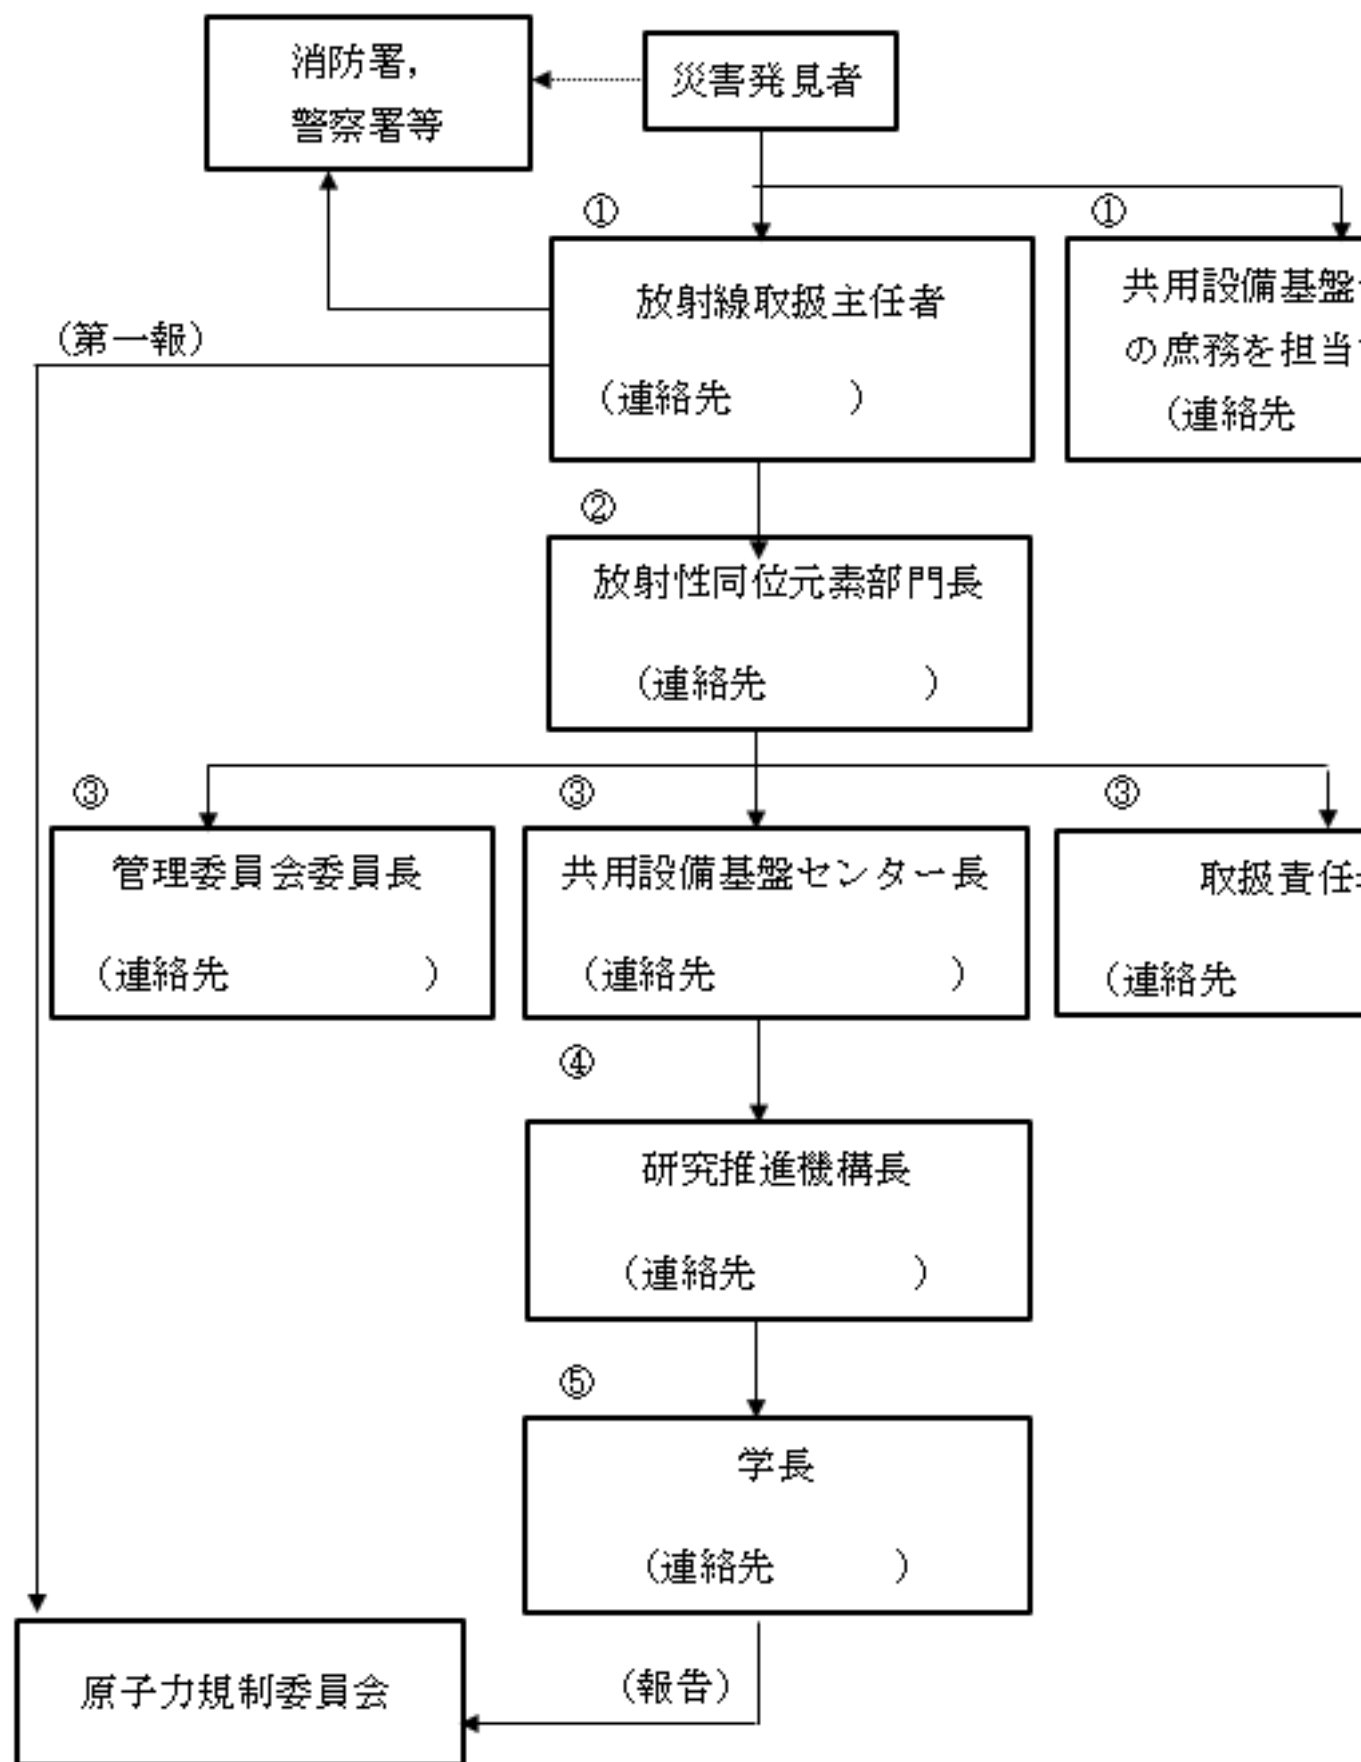 消防署，
警察署等
災害発見者
①
①
放射線取扱主任者
（連絡先　　　）
共用設備基盤
の庶務を担当
（連絡先
（第一報）
②
放射性同位元素部門長
（連絡先　　　　）
③
③
③
管理委員会委員長
（連絡先　　　　　）
共用設備基盤センター長
（連絡先　　　　　　）
取扱責任
（連絡先
④
研究推進機構長
（連絡先　　　　）
⑤
学長
（連絡先　　　）
（報告）
原子力規制委員会